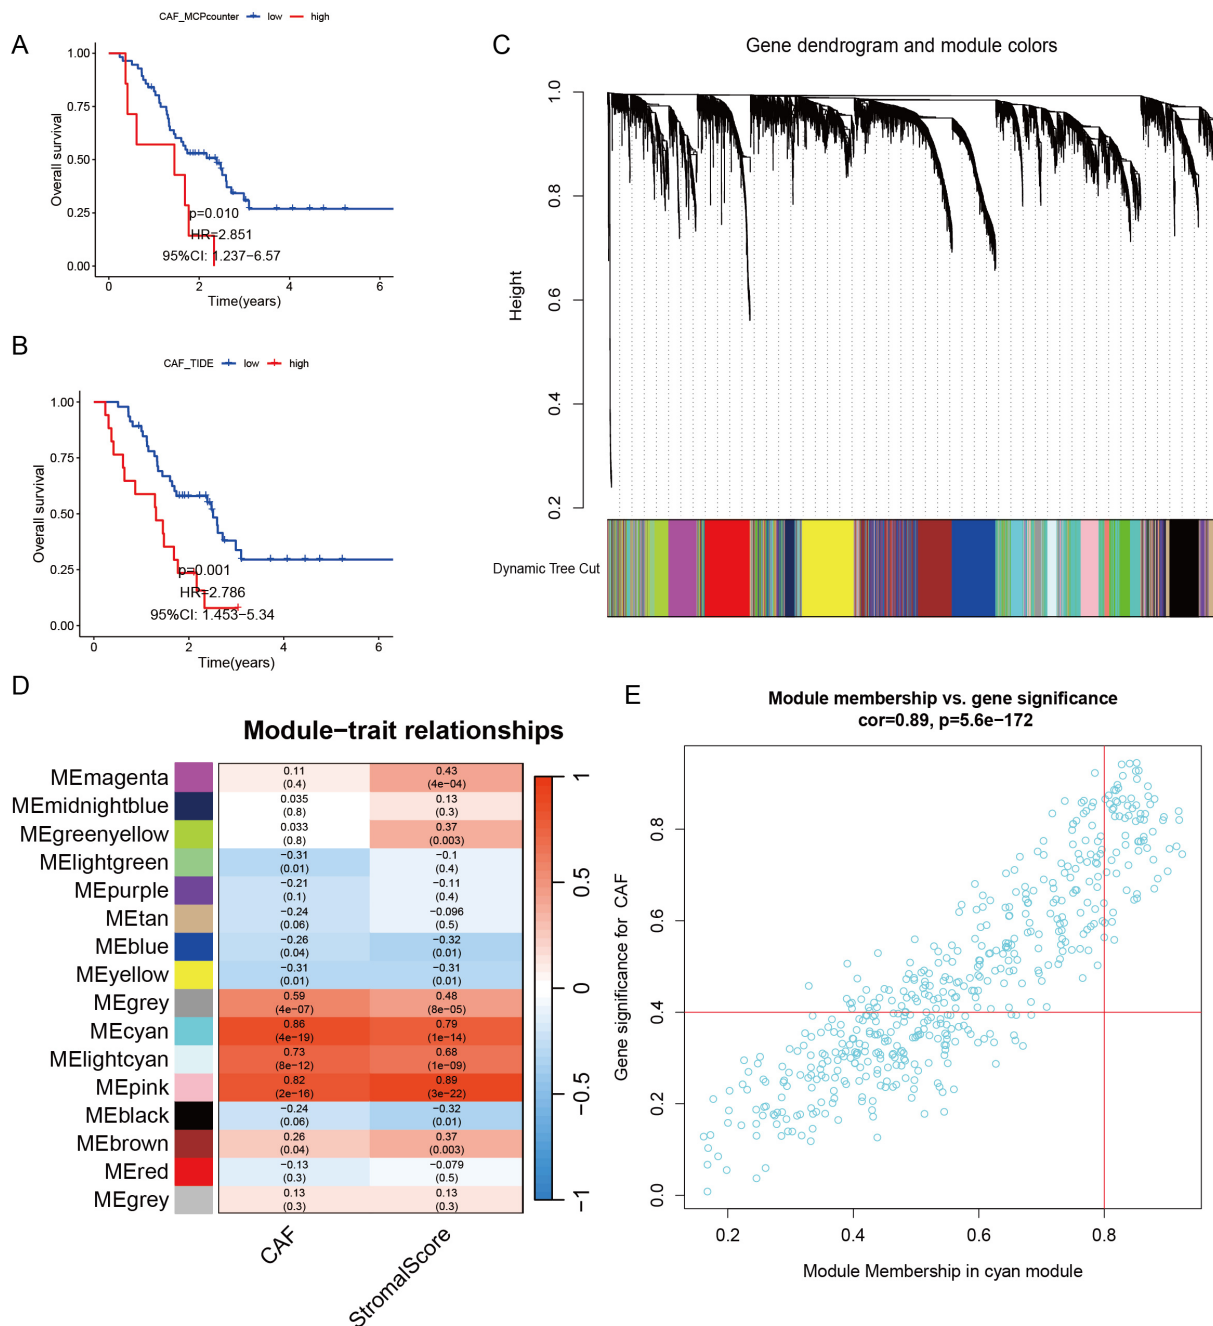 A
CAF_MCPcounter low high
1.00
0.75
0.50
0.25
0.00
Overall survival
p=0.010
HR=2.851
95%CI: 1.237−6.57
0 2 4 6
Time(years)
B
CAF_TIDE low high
1.00
0.75
0.50
0.25
0.00
Overall survival
p=0.001
HR=2.786
95%CI: 1.453−5.34
0 2 4 6
Time(years)
C
Gene dendrogram and module colors
1.0
0.8
0.6
0.4
0.2
Height
Dynamic Tree Cut
D
Module−trait relationships
MEmagenta 0.11 (0.4) 0.43 (4e−04)
MEmidnightblue 0.035 (0.8) 0.13 (0.3)
MEgreenyellow 0.033 (0.8) 0.37 (0.003)
MElightgreen −0.31 (0.01) −0.1 (0.4)
MEpurple −0.21 (0.1) −0.11 (0.4)
MEtan −0.24 (0.06) −0.096 (0.5)
MEblue −0.26 (0.04) −0.32 (0.01)
MEyellow −0.31 (0.01) −0.31 (0.01)
MEgrey 0.59 (4e−07) 0.48 (8e−05)
MEcyan 0.86 (4e−19) 0.79 (1e−14)
MElightcyan 0.73 (8e−12) 0.68 (1e−09)
MEpink 0.82 (2e−16) 0.89 (3e−22)
MEblack −0.24 (0.06) −0.32 (0.01)
MEbrown 0.26 (0.04) 0.37 (0.003)
MEred −0.13 (0.3) −0.079 (0.5)
MEgrey 0.13 (0.3) 0.13 (0.3)
CAF
StromalScore
1
0.5
0
−0.5
−1
E
Module membership vs. gene significance
cor=0.89, p=5.6e−172
0.8
0.6
0.4
0.2
0.0
Gene significance for CAF
0.2 0.4 0.6 0.8
Module Membership in cyan module